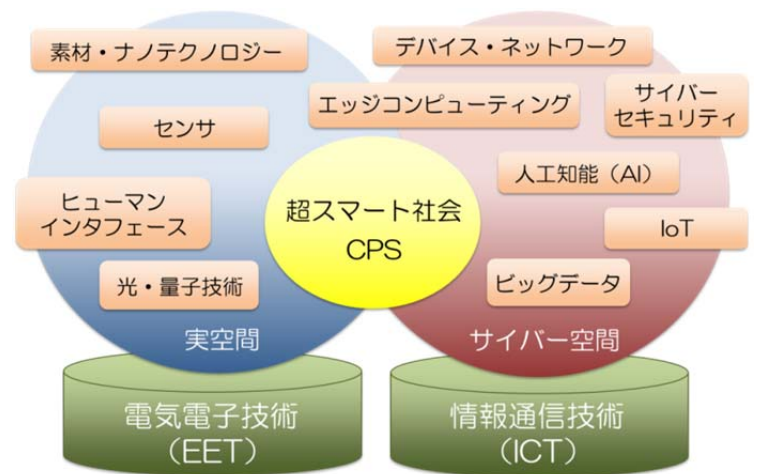 素材・ナノテクノロジー
デバイス・ネットワーク
エッジコンピューティング
サイバー
セキュリティ
センサ
人工知能（AI）
ヒューマン
インタフェース
超スマート社会
CPS
IoT
光・量子技術
ビッグデータ
実空間
サイバー空間
電気電子技術
（EET）
情報通信技術
（ICT）